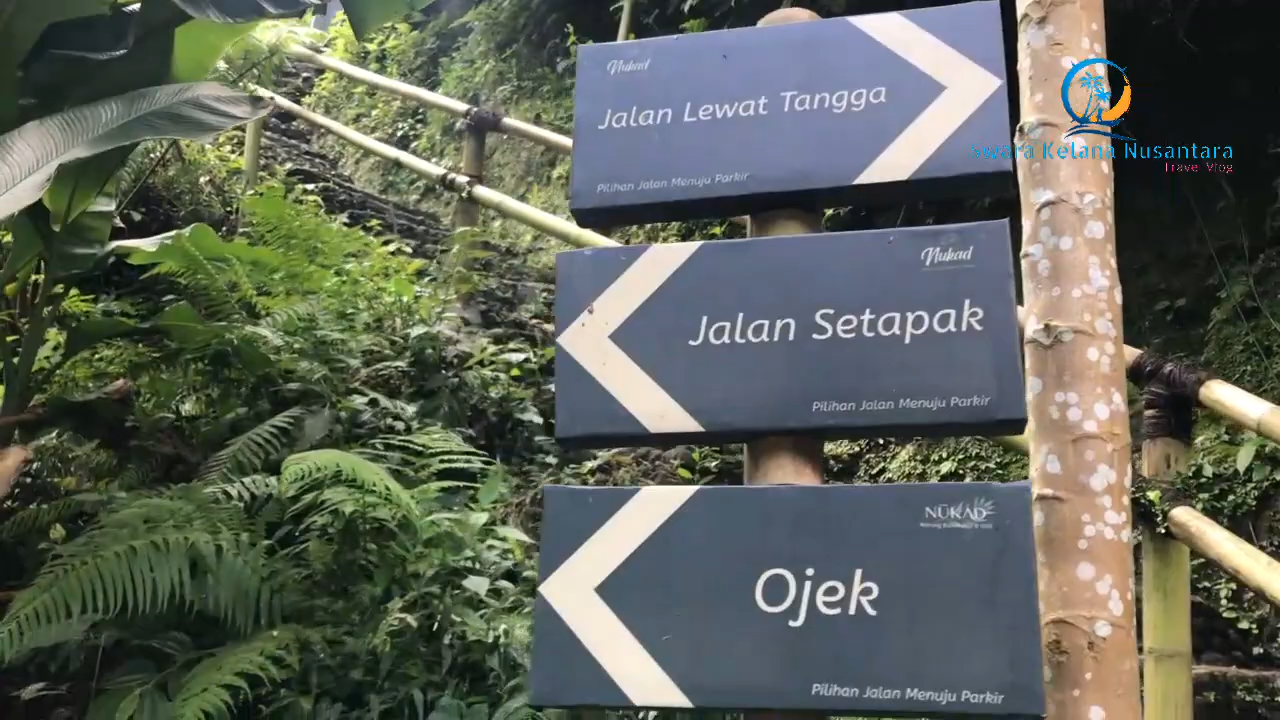 Nukad
Jalan Lewat Tangga
Pilihan Jalan Menuju Parkir
Swara Kelana Nusantara
Travel Vlog
Nukad
Jalan Setapak
Pilihan Jalan Menuju Parkir
NŪKAD
Ojek
Pilihan Jalan Menuju Parkir